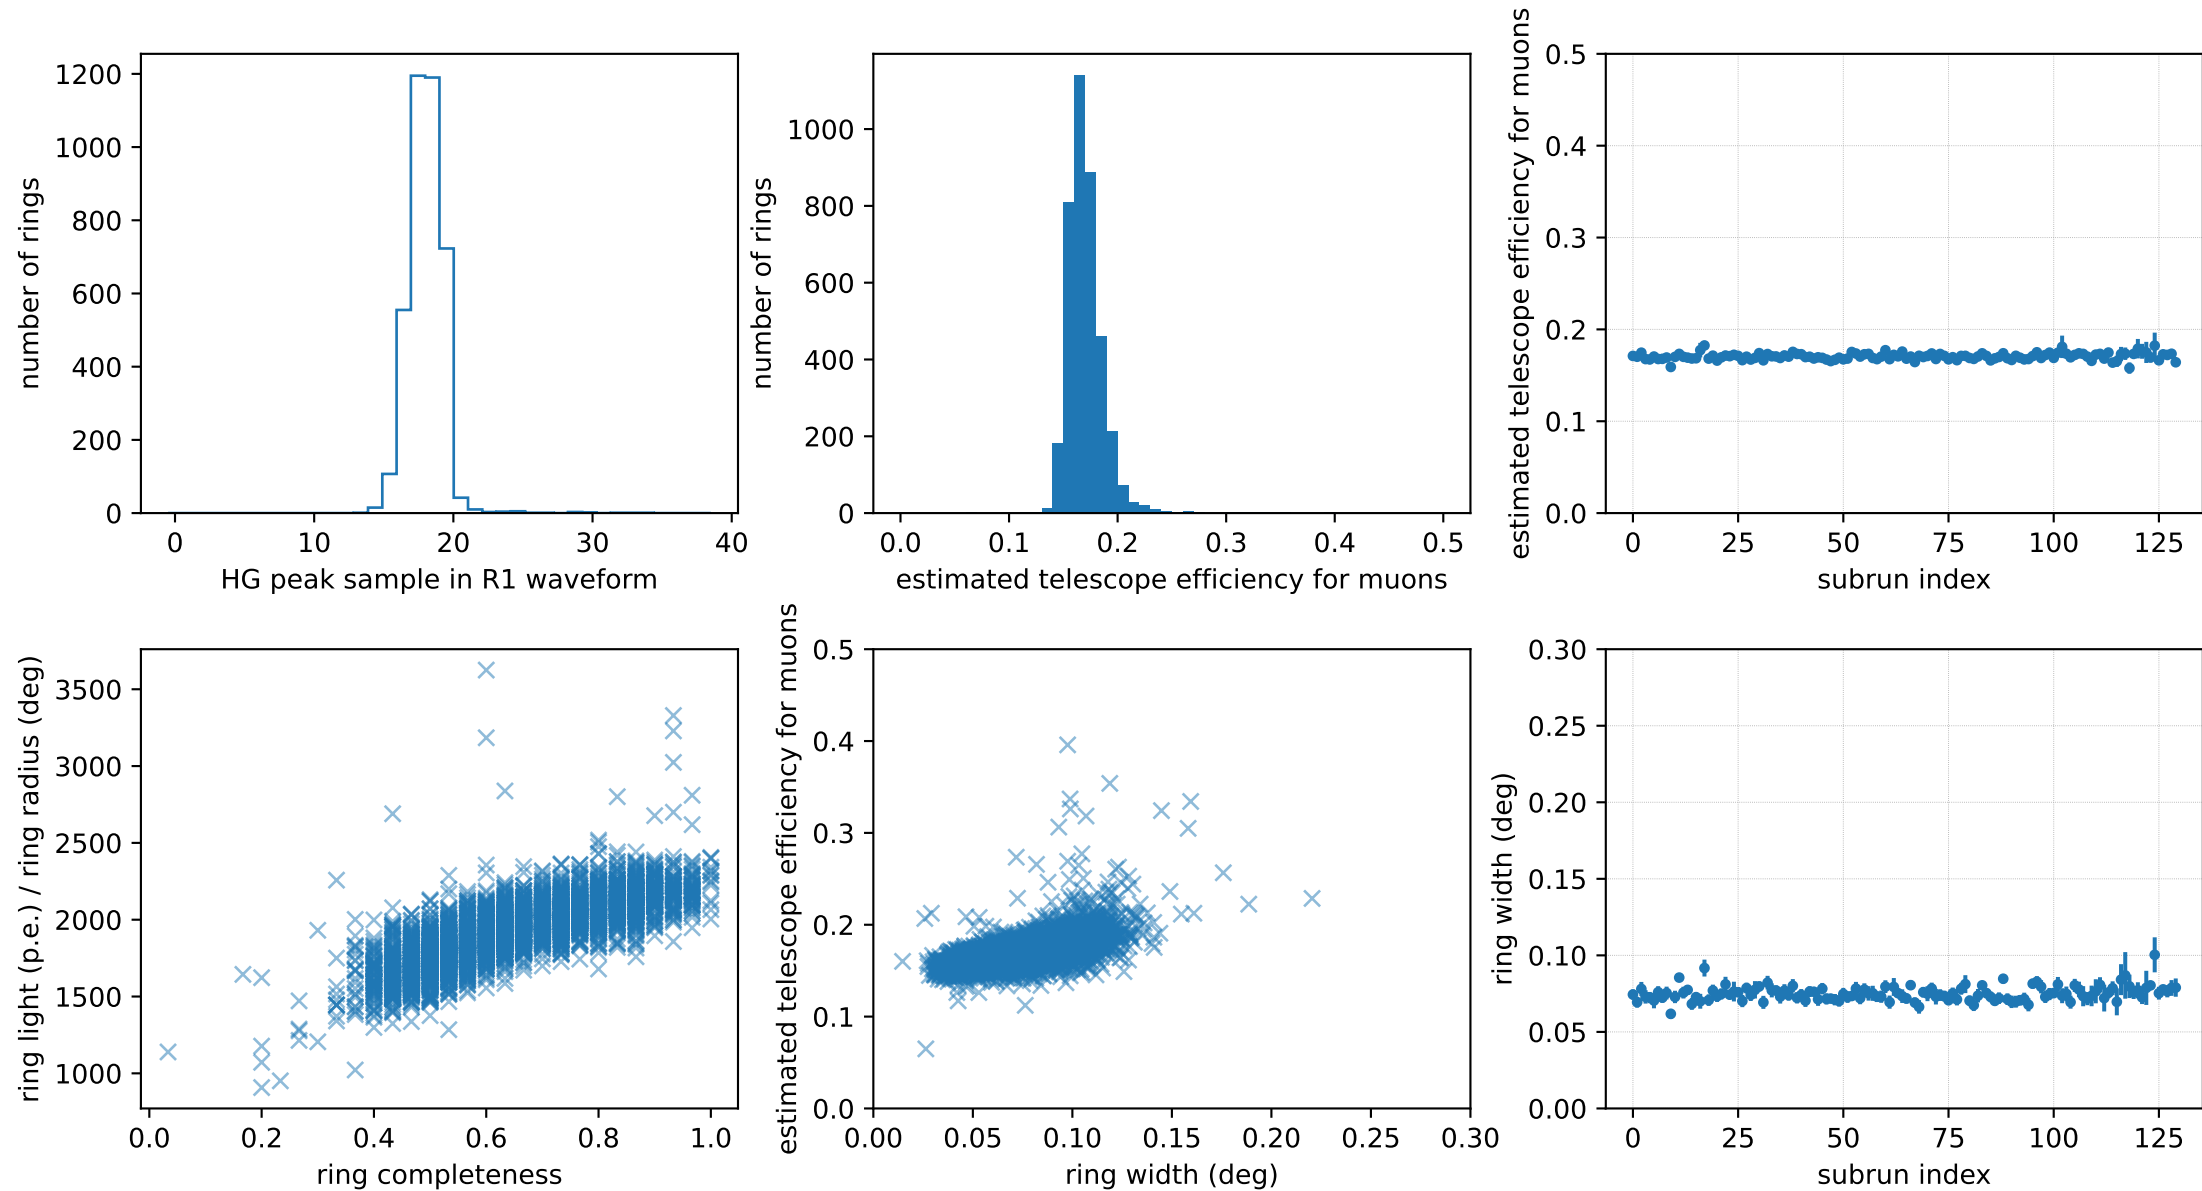 number of rings
1200
1000
800
600
400
200
0
0 10 20 30 40
HG peak sample in R1 waveform
number of rings
1000
800
600
400
200
0
0.0 0.1 0.2 0.3 0.4 0.5
estimated telescope efficiency for muons
estimated telescope efficiency for muons
0.5
0.4
0.3
0.2
0.1
0.0
0 25 50 75 100 125
subrun index
ring light (p.e.) / ring radius (deg)
3500
3000
2500
2000
1500
1000
0.0 0.2 0.4 0.6 0.8 1.0
ring completeness
estimated telescope efficiency for muons
0.5
0.4
0.3
0.2
0.1
0.0
0.00 0.05 0.10 0.15 0.20 0.25 0.30
ring width (deg)
ring width (deg)
0.30
0.25
0.20
0.15
0.10
0.05
0.00
0 25 50 75 100 125
subrun index